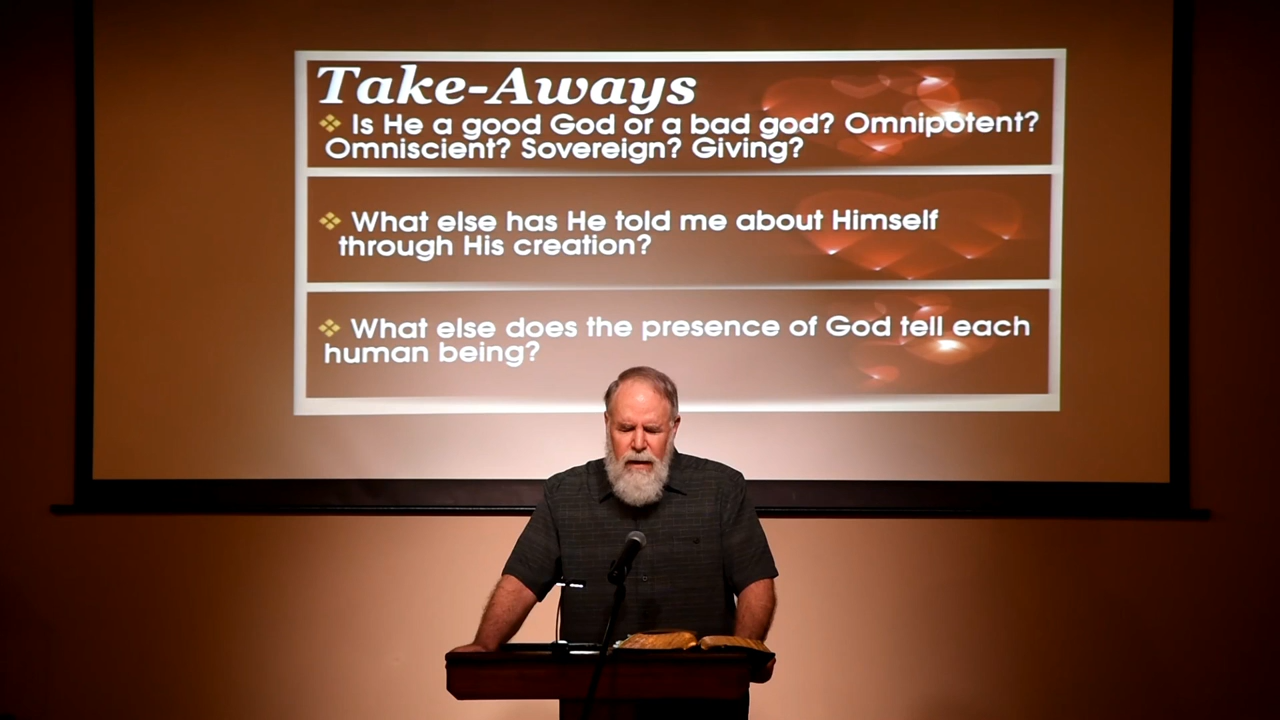 Take-Aways
❖ Is He a good God or a bad god? Omnipotent?
Omniscient? Sovereign? Giving?
❖ What else has He told me about Himself
through His creation?
❖ What else does the presence of God tell each
human being?